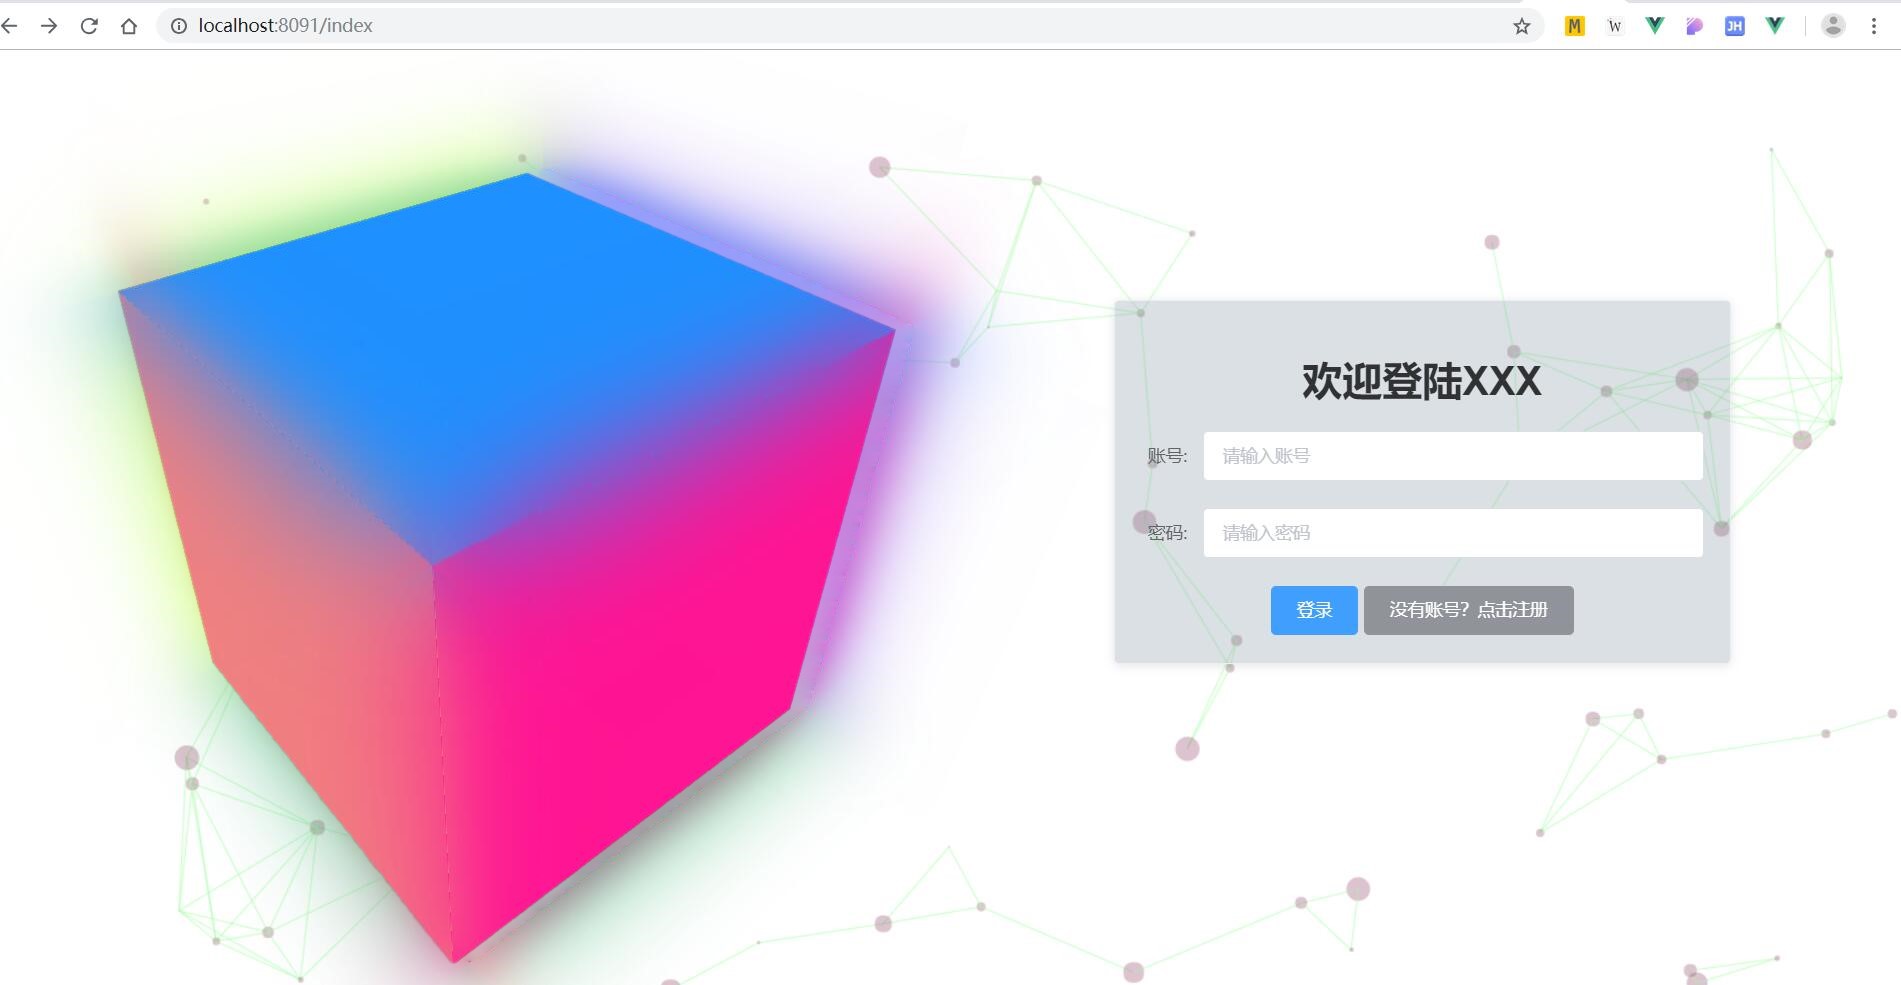 localhost:8091/index
M W JH
欢迎登陆XXX
账号: 请输入账号
密码: 请输入密码
登录 没有账号？点击注册